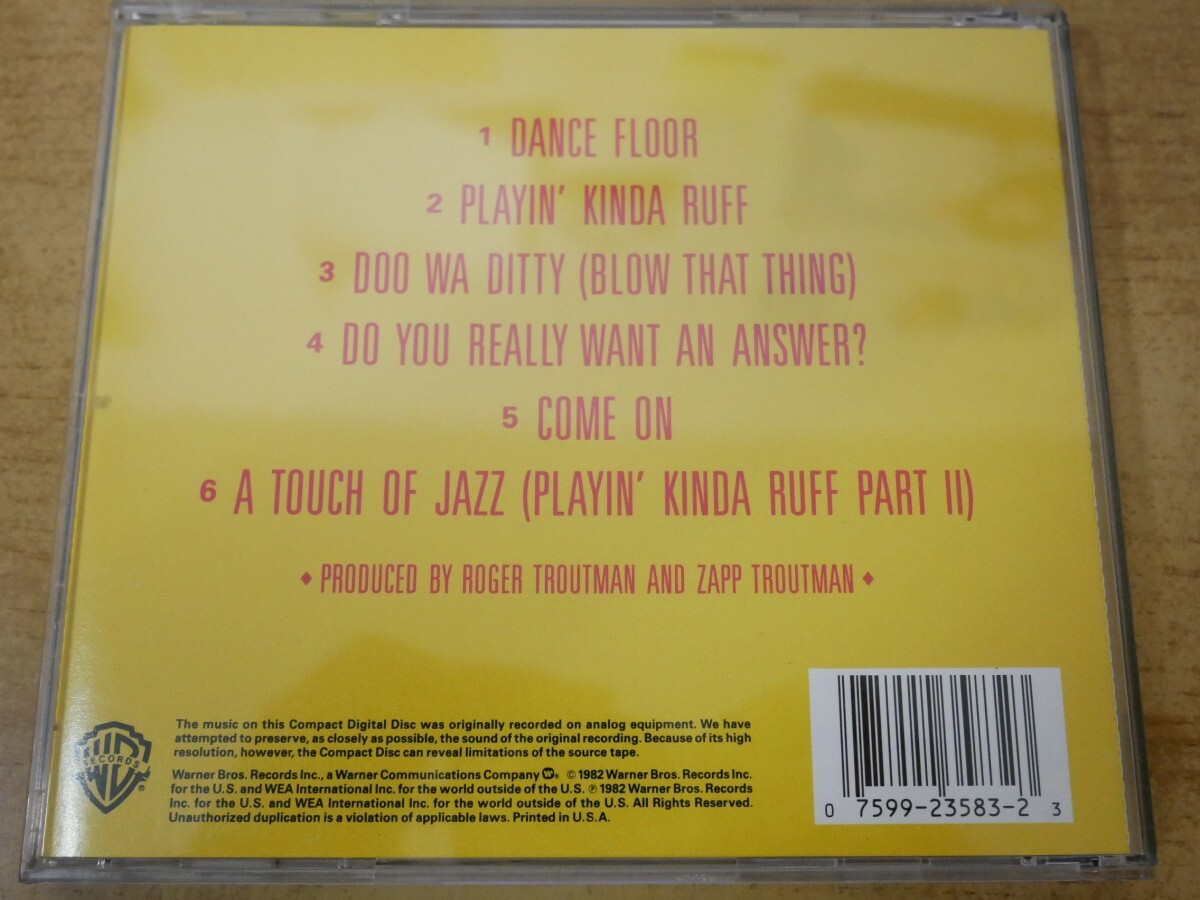 1 DANCE FLOOR
2 PLAYIN' KINDA RUFF
3 DOO WA DITTY (BLOW THAT THING)
4 DO YOU REALLY WANT AN ANSWER?
5 COME ON
6 A TOUCH OF JAZZ (PLAYIN' KINDA RUFF PART II)
♦ PRODUCED BY ROGER TROUTMAN AND ZAPP TROUTMAN ♦
The music on this Compact Digital Disc was originally recorded on analog equipment. We have
attempted to preserve, as closely as possible, the sound of the original recording. Because of its high
resolution, however, the Compact Disc can reveal limitations of the source tape.
Warner Bros. Records Inc., a Warner Communications Company ® © 1982 Warner Bros. Records Inc.
for the U.S. and WEA International Inc. for the world outside of the U.S. ℗ 1982 Warner Bros. Records
Inc. for the U.S. and WEA International Inc. for the world outside of the U.S. All Rights Reserved.
Unauthorized duplication is a violation of applicable laws. Printed in U.S.A.
WB RECORDS ®
0 7599-23583-2 3